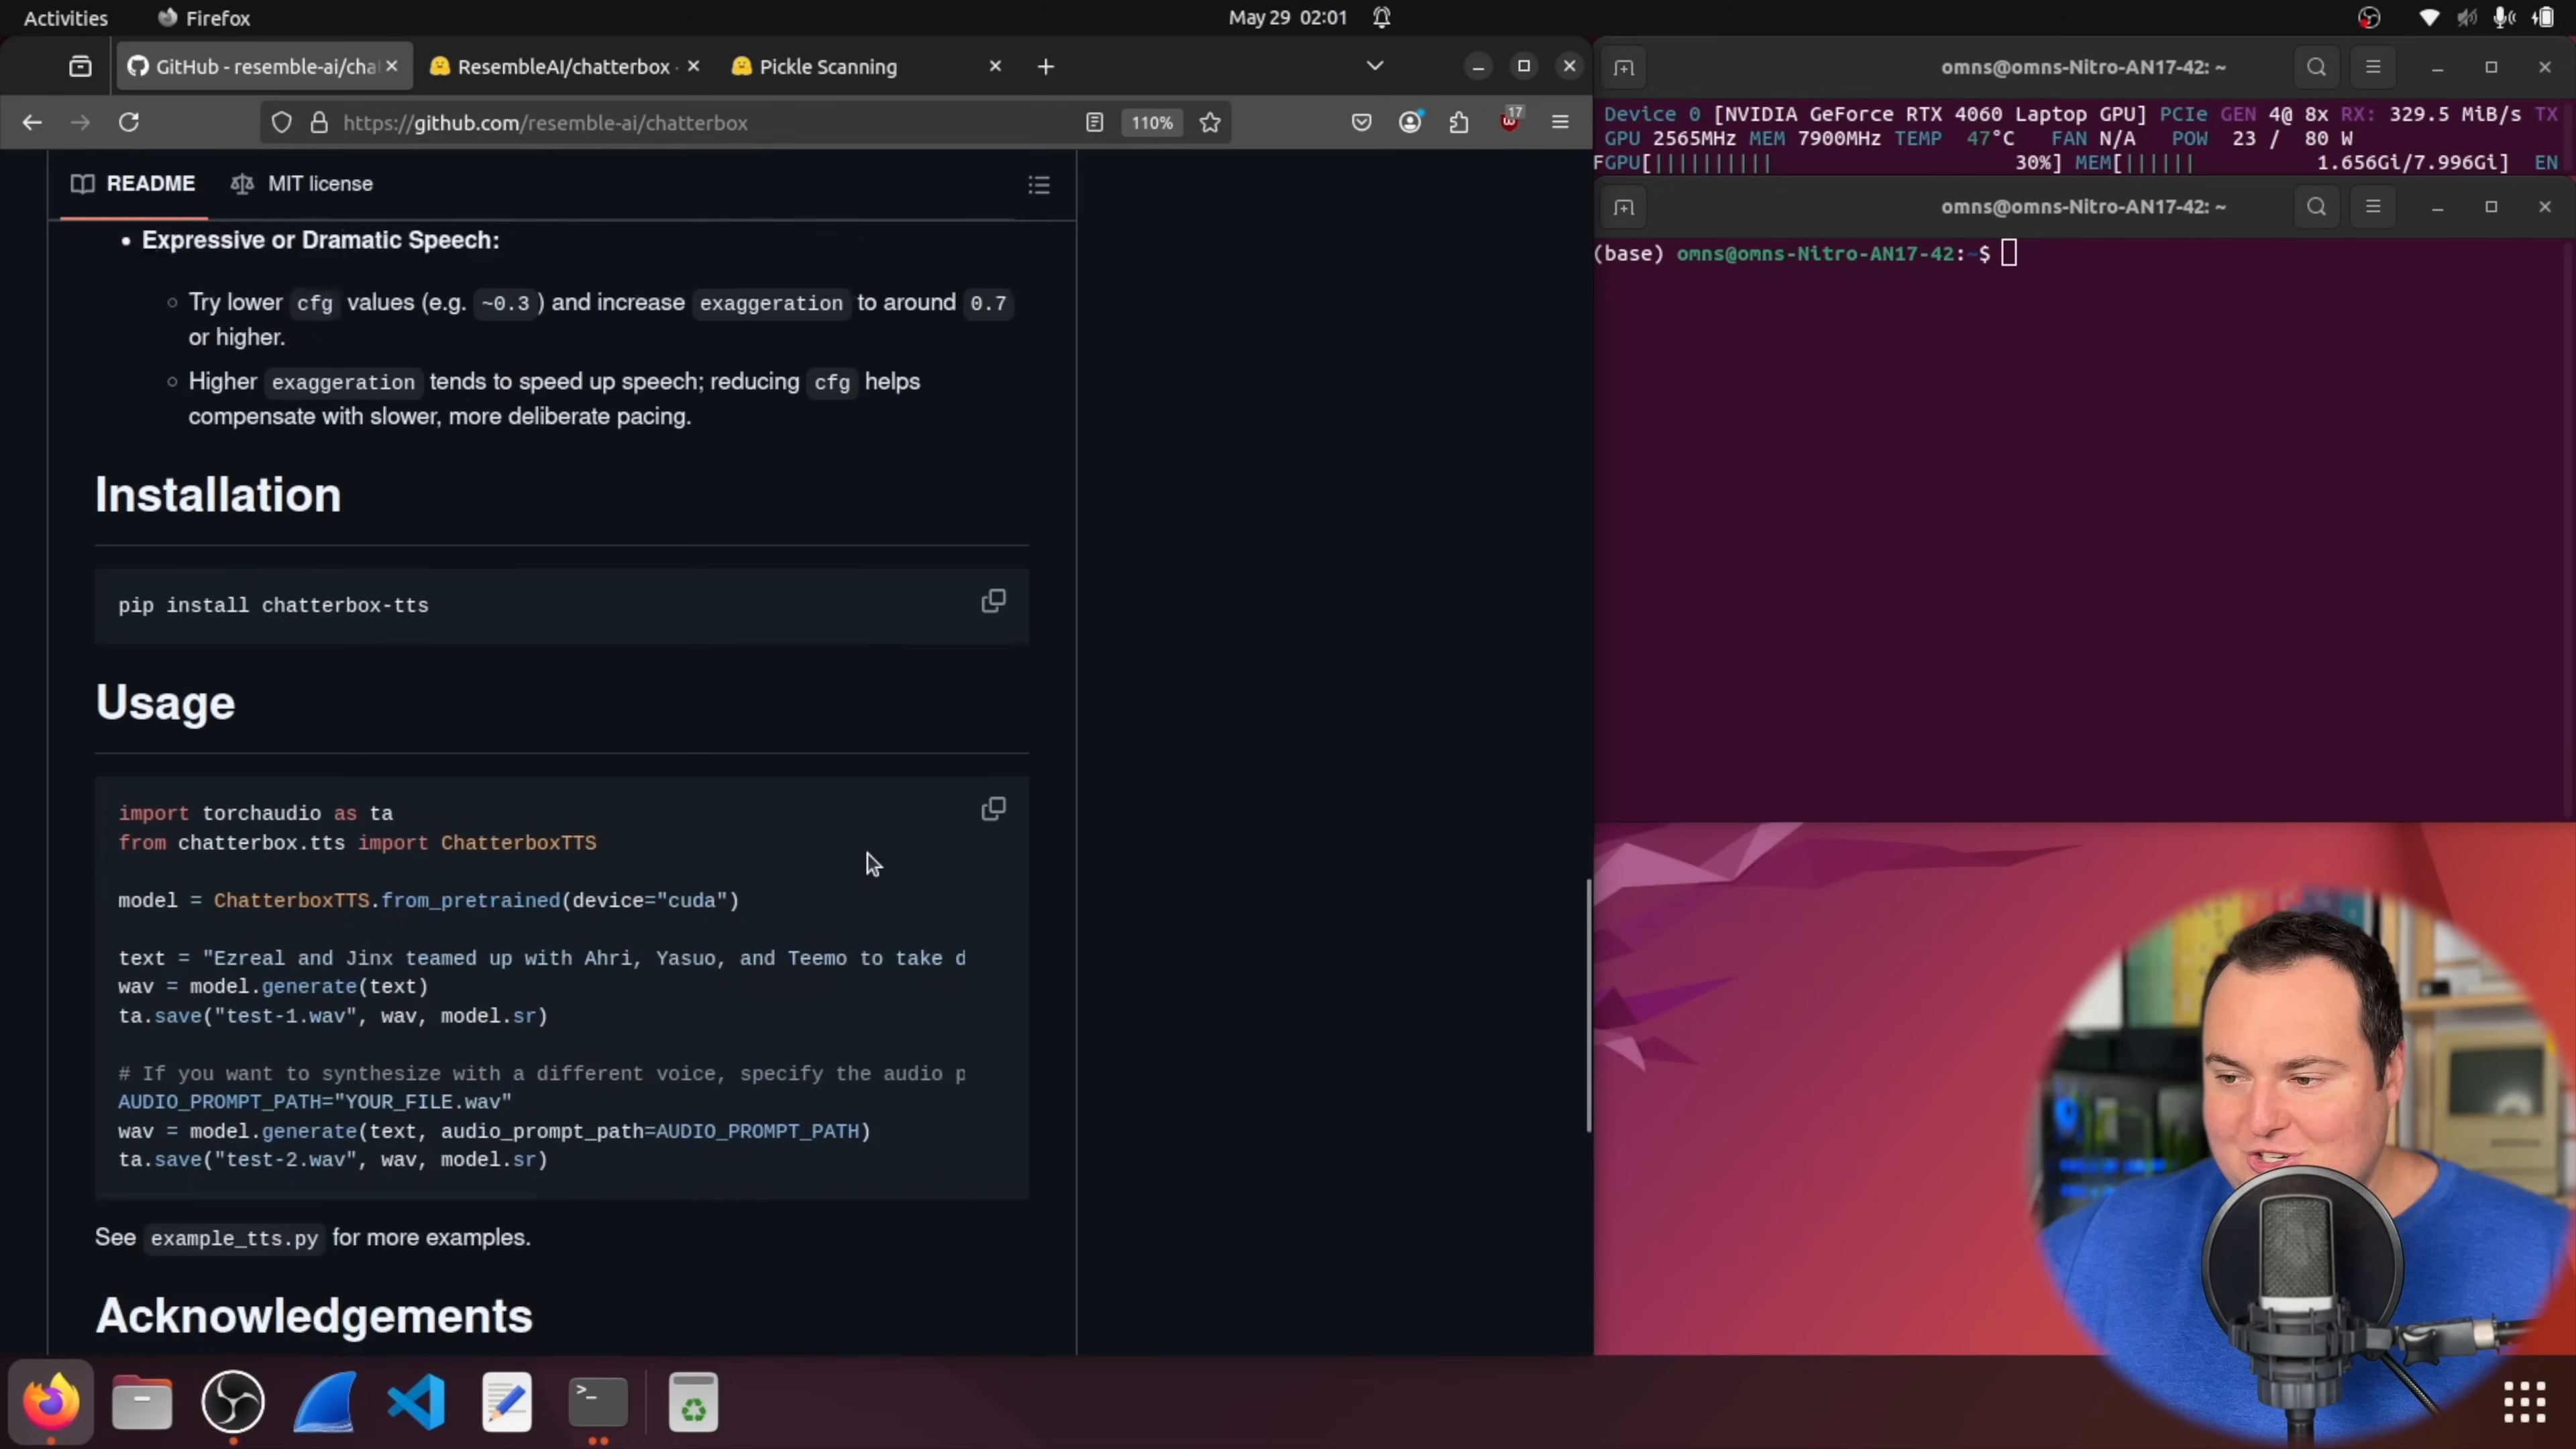 Activities Firefox May 29 02:01
GitHub - resemble-ai/cha ResembleAI/chatterbox · Pickle Scanning
https://github.com/resemble-ai/chatterbox 110% 17
README MIT license
• Expressive or Dramatic Speech:
Try lower cfg values (e.g. ~0.3 ) and increase exaggeration to around 0.7
or higher.
Higher exaggeration tends to speed up speech; reducing cfg helps
compensate with slower, more deliberate pacing.
Installation
pip install chatterbox-tts
Usage
import torchaudio as ta
from chatterbox.tts import ChatterboxTTS
model = ChatterboxTTS.from_pretrained(device="cuda")
text = "Ezreal and Jinx teamed up with Ahri, Yasuo, and Teemo to take d
wav = model.generate(text)
ta.save("test-1.wav", wav, model.sr)
# If you want to synthesize with a different voice, specify the audio p
AUDIO_PROMPT_PATH="YOUR_FILE.wav"
wav = model.generate(text, audio_prompt_path=AUDIO_PROMPT_PATH)
ta.save("test-2.wav", wav, model.sr)
See example_tts.py for more examples.
Acknowledgements
omns@omns-Nitro-AN17-42: ~
Device 0 [NVIDIA GeForce RTX 4060 Laptop GPU] PCIe GEN 4@ 8x RX: 329.5 MiB/s TX
GPU 2565MHz MEM 7900MHz TEMP 47°C FAN N/A POW 23 / 80 W
FGPU[|||||||||| 30%] MEM[|||||| 1.656Gi/7.996Gi] EN
omns@omns-Nitro-AN17-42: ~
(base) omns@omns-Nitro-AN17-42:~$